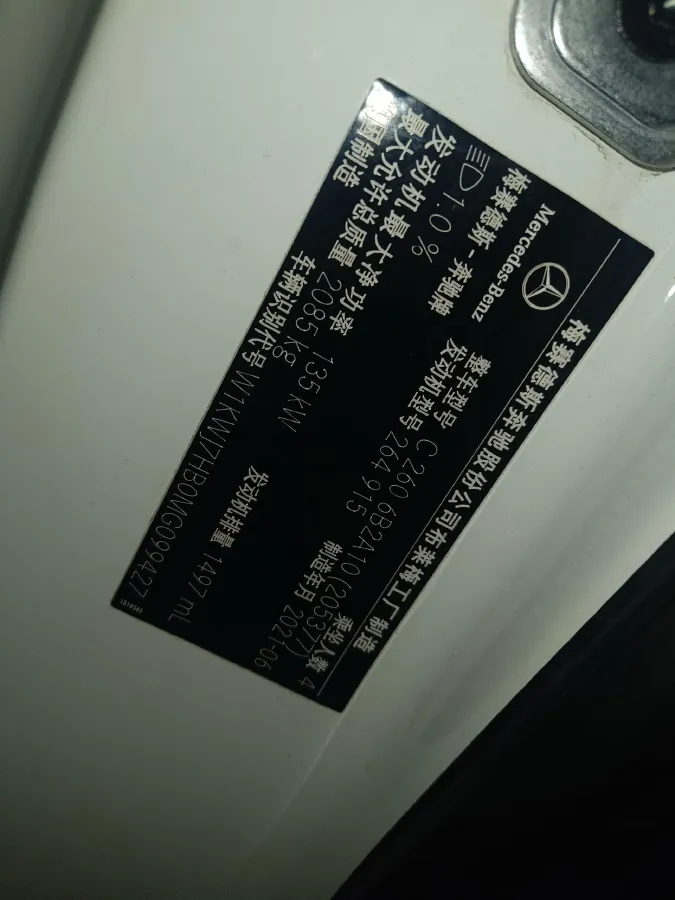 梅赛德斯奔驰股份公司布莱梅工厂制造
Mercedes-Benz
梅赛德斯-奔驰牌 整车型号 C 260 6B2A10(205377) 乘坐人数 4
1.0 % 发动机型号 264 915 制造年月 2021-06
发动机最大净功率 135 kW 发动机排量 1497 mL
最大允许总质量 2085 kg
德国制造 车辆识别代号 W1KWJ7HB0MG099427